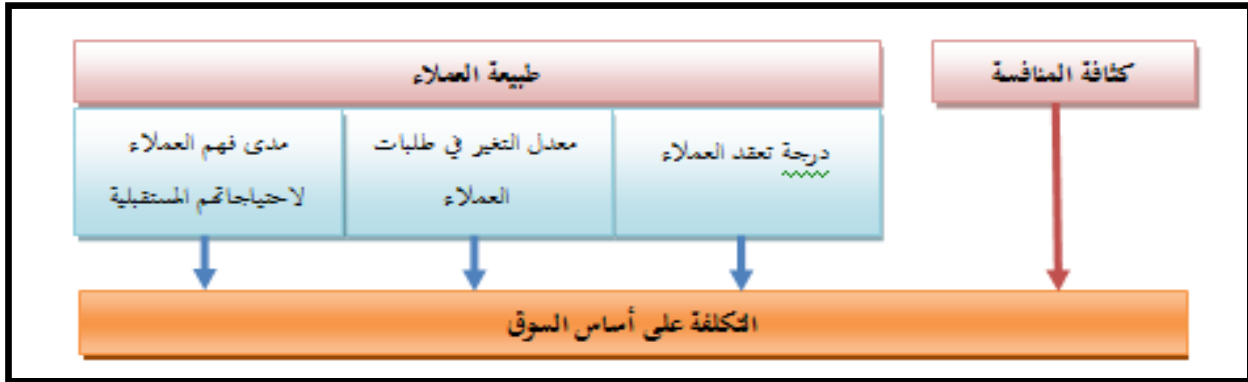 كثافة المنافسة
طبيعة العملاء
درجة تعقد العملاء
معدل التغير في طلبات
العملاء
مدى فهم العملاء
لاحتياجاتهم المستقبلية
التكلفة على أساس السوق